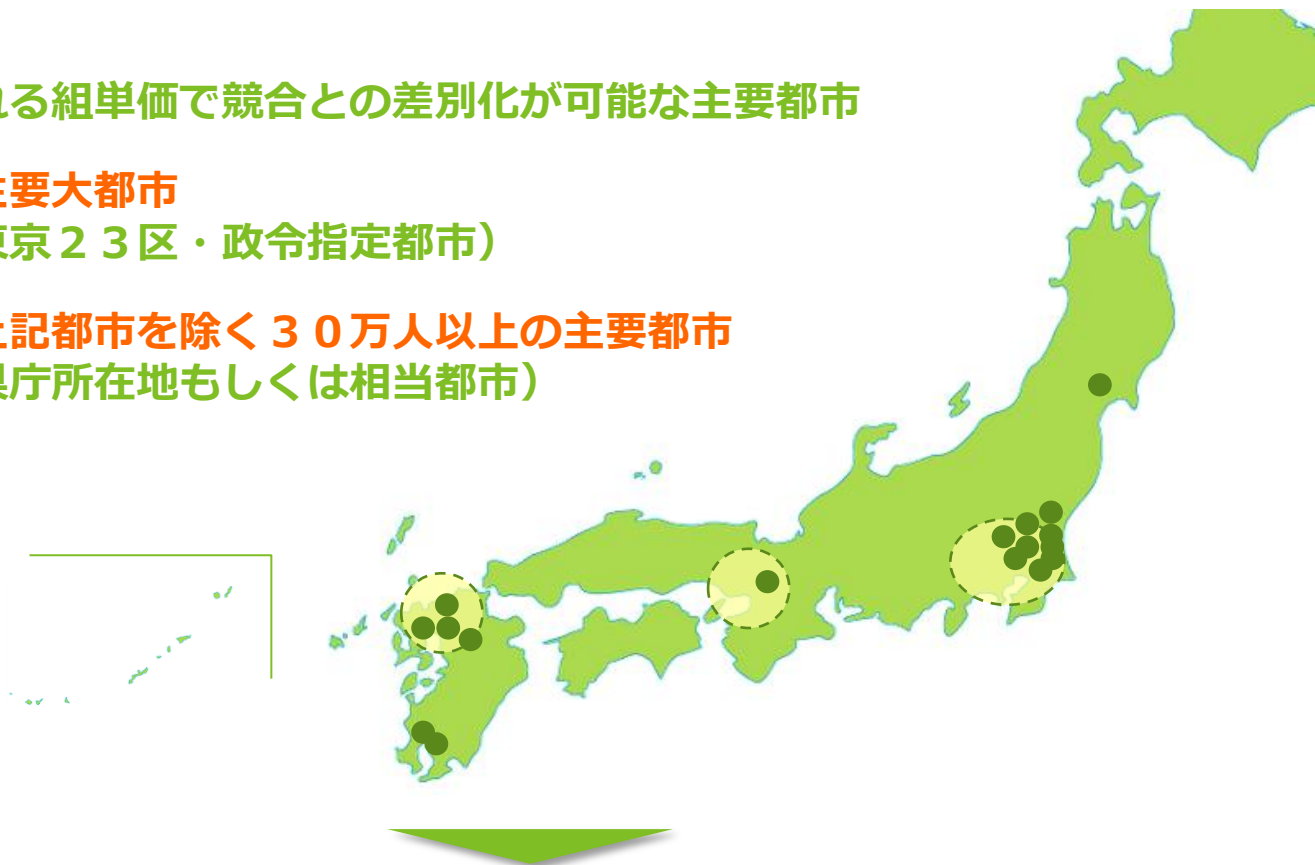 れる組単価で競合との差別化が可能な主要都市
主要大都市
東京２３区・政令指定都市）
上記都市を除く３０万人以上の主要都市
県庁所在地もしくは相当都市）